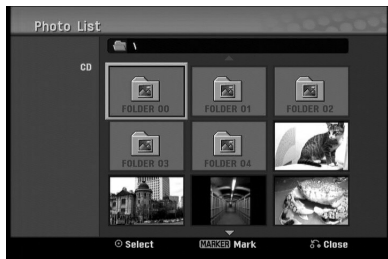 Photo List
\
CD
FOLDER 00
FOLDER 01
FOLDER 02
FOLDER 03
FOLDER 04
Select
MARKER Mark
Close